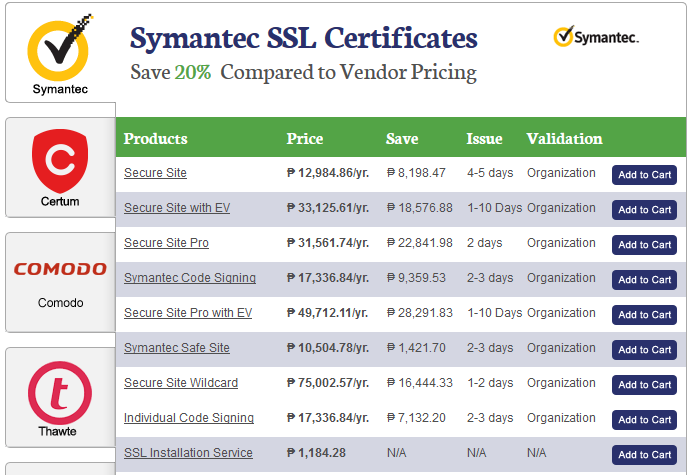 Symantec
Symantec SSL Certificates
Save 20% Compared to Vendor Pricing
Symantec.
Certum
COMODO
Comodo
Thawte
Products Price Save Issue Validation
Secure Site ₱ 12,984.86/yr. ₱ 8,198.47 4-5 days Organization Add to Cart
Secure Site with EV ₱ 33,125.61/yr. ₱ 18,576.88 1-10 Days Organization Add to Cart
Secure Site Pro ₱ 31,561.74/yr. ₱ 22,841.98 2 days Organization Add to Cart
Symantec Code Signing ₱ 17,336.84/yr. ₱ 9,359.53 2-3 days Organization Add to Cart
Secure Site Pro with EV ₱ 49,712.11/yr. ₱ 28,291.83 1-10 Days Organization Add to Cart
Symantec Safe Site ₱ 10,504.78/yr. ₱ 1,421.70 2-3 days Organization Add to Cart
Secure Site Wildcard ₱ 75,002.57/yr. ₱ 16,444.33 1-2 days Organization Add to Cart
Individual Code Signing ₱ 17,336.84/yr. ₱ 7,132.20 2-3 days Organization Add to Cart
SSL Installation Service ₱ 1,184.28 N/A N/A N/A Add to Cart